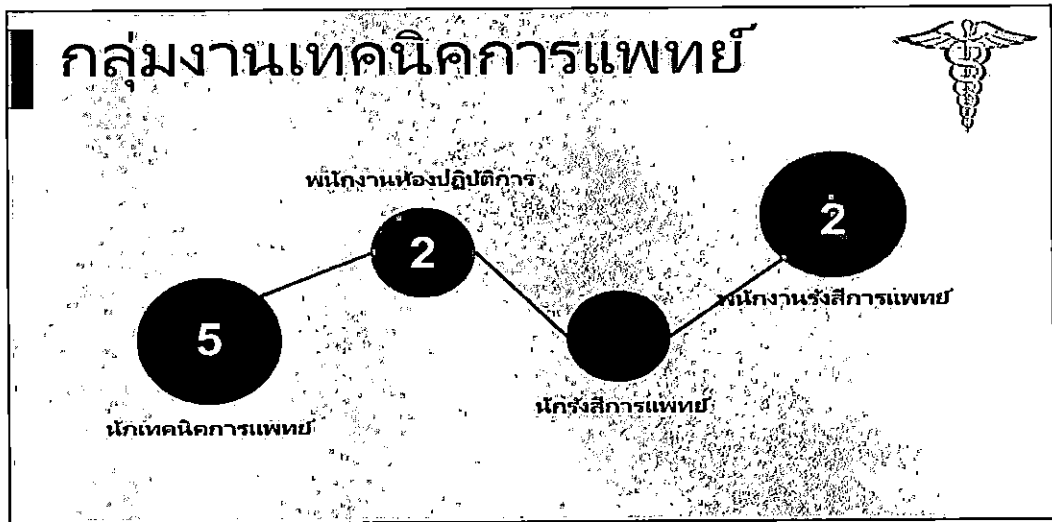 กลุ่มงานเทคนิคการแพทย์
พนักงานห้องปฏิบัติการ
2
2
พนักงานรังสีการแพทย์
5
นักรังสีการแพทย์
นักเทคนิคการแพทย์